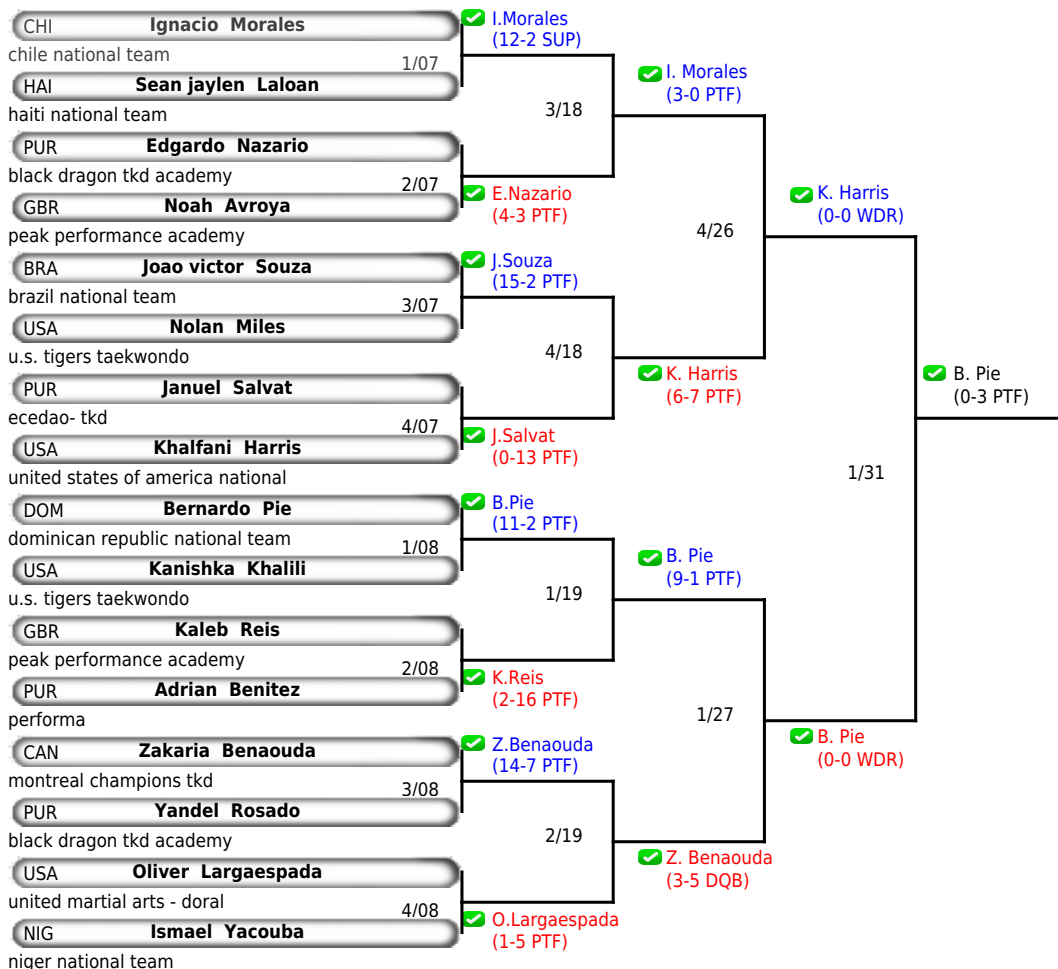 CHI Ignacio Morales
chile national team
1/07
HAI Sean jaylen Laloan
haiti national team
PUR Edgardo Nazario
black dragon tkd academy
2/07
GBR Noah Avroya
peak performance academy
BRA Joao victor Souza
brazil national team
3/07
USA Nolan Miles
u.s. tigers taekwondo
PUR Januel Salvat
ecedao- tkd
4/07
USA Khalfani Harris
united states of america national
DOM Bernardo Pie
dominican republic national team
1/08
USA Kanishka Khalili
u.s. tigers taekwondo
GBR Kaleb Reis
peak performance academy
2/08
PUR Adrian Benitez
performa
CAN Zakaria Benaouda
montreal champions tkd
3/08
PUR Yandel Rosado
black dragon tkd academy
USA Oliver Largaespada
united martial arts - doral
4/08
NIG Ismael Yacouba
niger national team
I.Morales
(12-2 SUP)
3/18
E.Nazario
(4-3 PTF)
J.Souza
(15-2 PTF)
4/18
J.Salvat
(0-13 PTF)
B.Pie
(11-2 PTF)
1/19
K.Reis
(2-16 PTF)
Z.Benaouda
(14-7 PTF)
2/19
O.Largaespada
(1-5 PTF)
I. Morales
(3-0 PTF)
4/26
K. Harris
(6-7 PTF)
B. Pie
(9-1 PTF)
1/27
Z. Benaouda
(3-5 DQB)
K. Harris
(0-0 WDR)
1/31
B. Pie
(0-0 WDR)
B. Pie
(0-3 PTF)